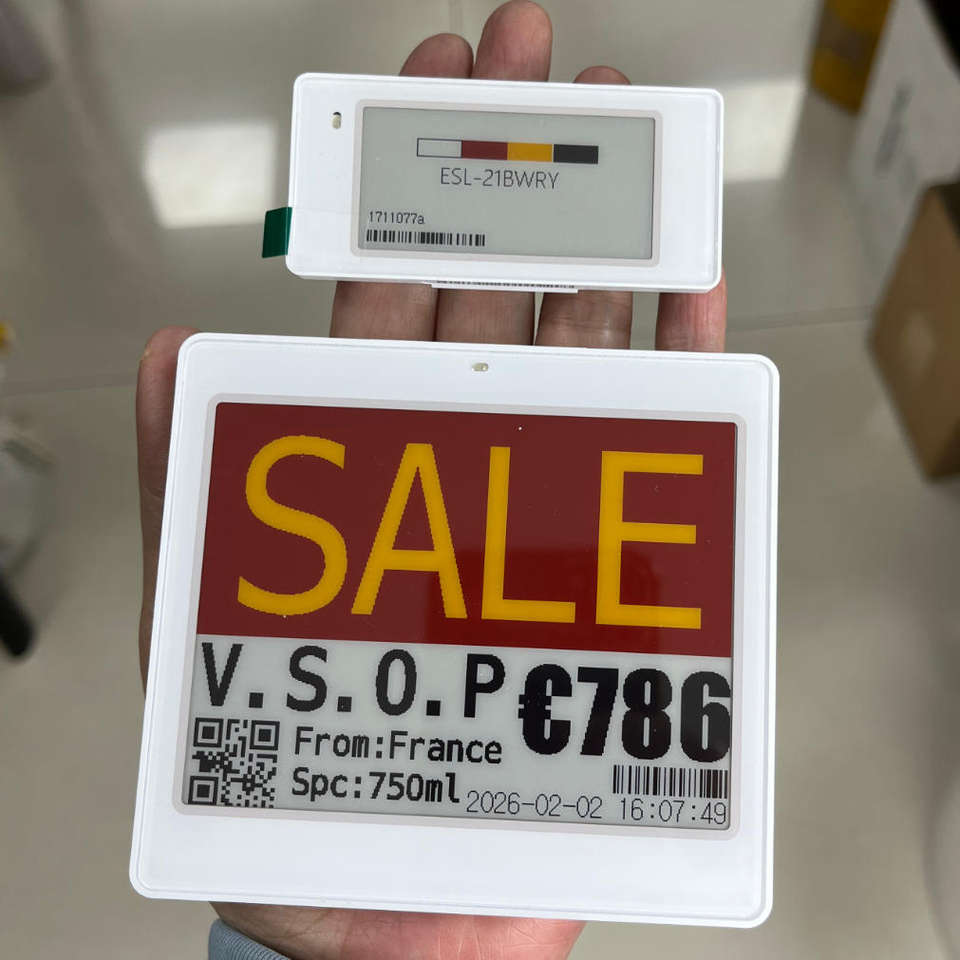 ESL-21BWRY
1711077a
SALE
V.S.O.P €786
From:France
Spc:750ml
2026-02-02 16:07:49